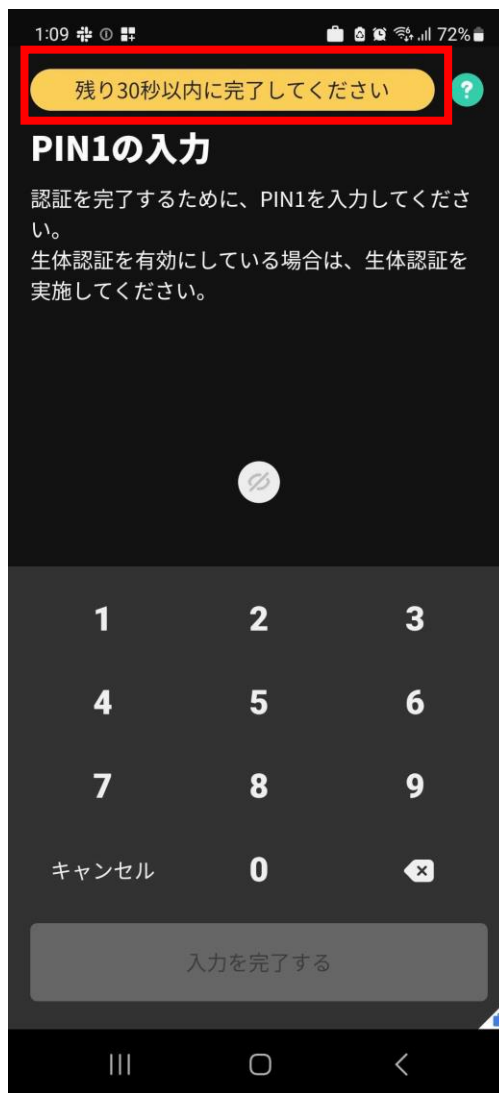 1:09
72%
残り30秒以内に完了してください
?
PIN1の入力
認証を完了するために、PIN1を入力してくださ
い。
生体認証を有効にしている場合は、生体認証を
実施してください。
1 2 3
4 5 6
7 8 9
キャンセル 0
入力を完了する